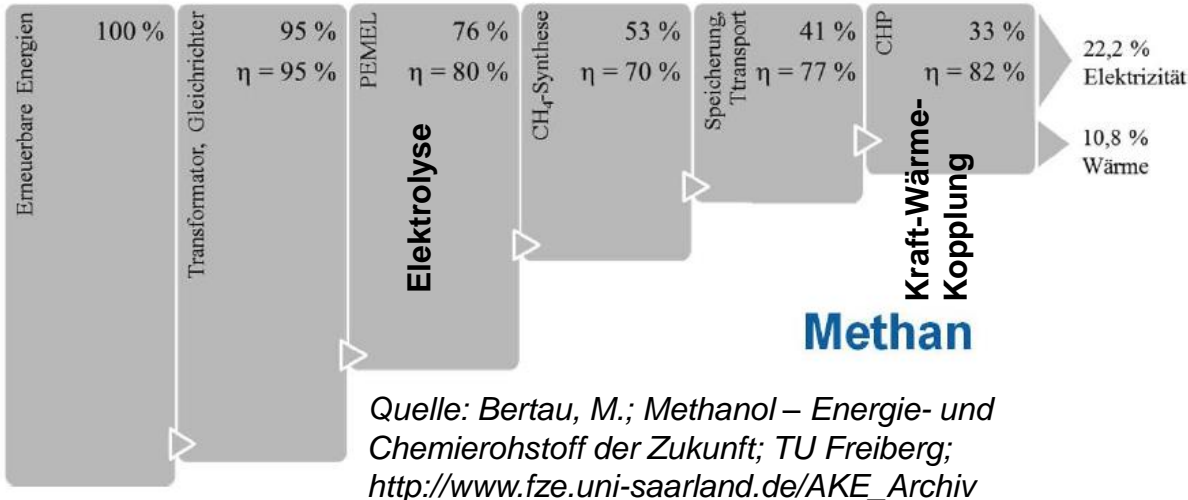 Erneuerbare Energien
100 %
Transformator, Gleichrichter
95 %
η = 95 %
PEMEL
76 %
η = 80 %
Elektrolyse
CH₄-Synthese
53 %
η = 70 %
Speicherung,
Ttransport
41 %
η = 77 %
CHP
33 %
η = 82 %
Kraft-Wärme-
Kopplung
22,2 %
Elektrizität
10,8 %
Wärme
Methan
Quelle: Bertau, M.; Methanol – Energie- und
Chemierohstoff der Zukunft; TU Freiberg;
http://www.fze.uni-saarland.de/AKE_Archiv